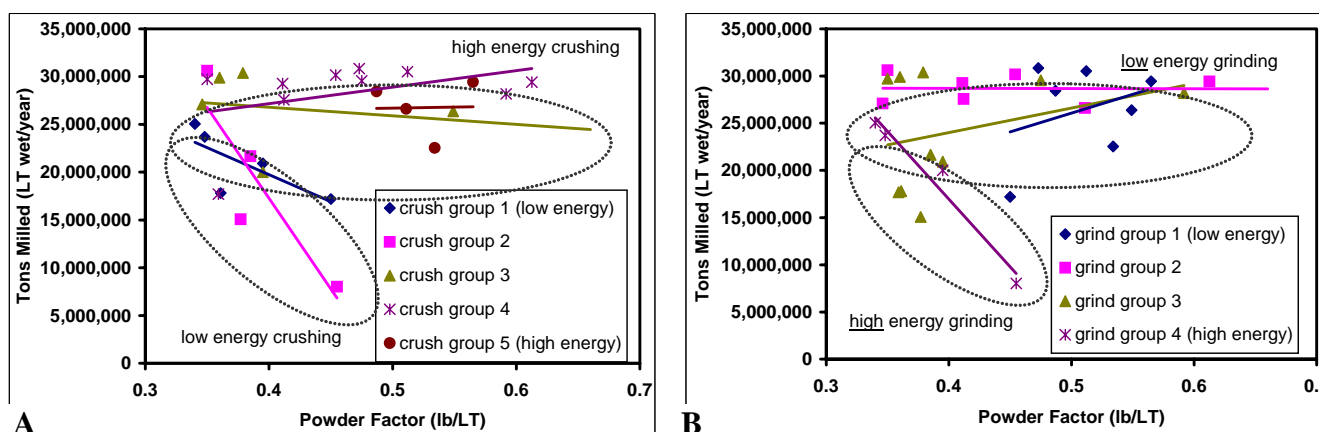 35,000,000
30,000,000
25,000,000
20,000,000
15,000,000
10,000,000
5,000,000
0
Tons Milled (LT wet/year)
high energy crushing
low energy crushing
crush group 1 (low energy)
crush group 2
crush group 3
crush group 4
crush group 5 (high energy)
0.3 0.4 0.5 0.6 0.7
Powder Factor (lb/LT)
A
35,000,000
30,000,000
25,000,000
20,000,000
15,000,000
10,000,000
5,000,000
0
Tons Milled (LT wet/year)
low energy grinding
high energy grinding
grind group 1 (low energy)
grind group 2
grind group 3
grind group 4 (high energy)
0.3 0.4 0.5 0.6 0.
Powder Factor (lb/LT)
B